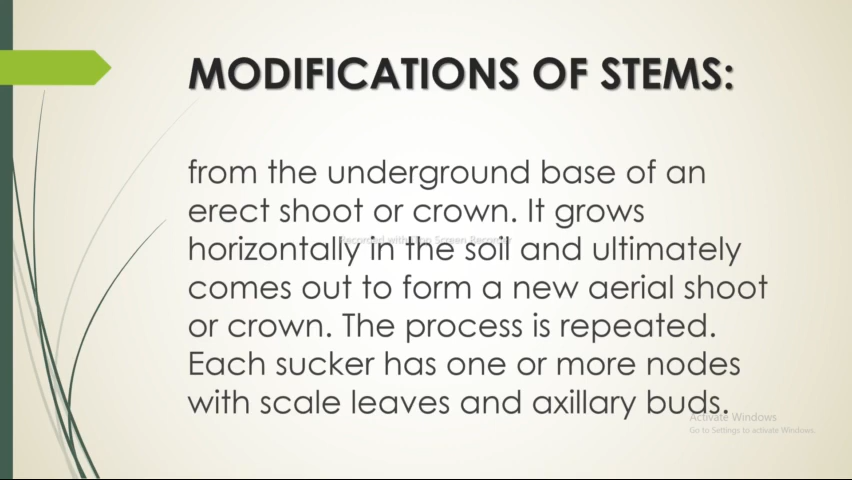 MODIFICATIONS OF STEMS:
from the underground base of an
erect shoot or crown. It grows
horizontally in the soil and ultimately
comes out to form a new aerial shoot
or crown. The process is repeated.
Each sucker has one or more nodes
with scale leaves and axillary buds.
Activate Windows
Go to Settings to activate Windows.